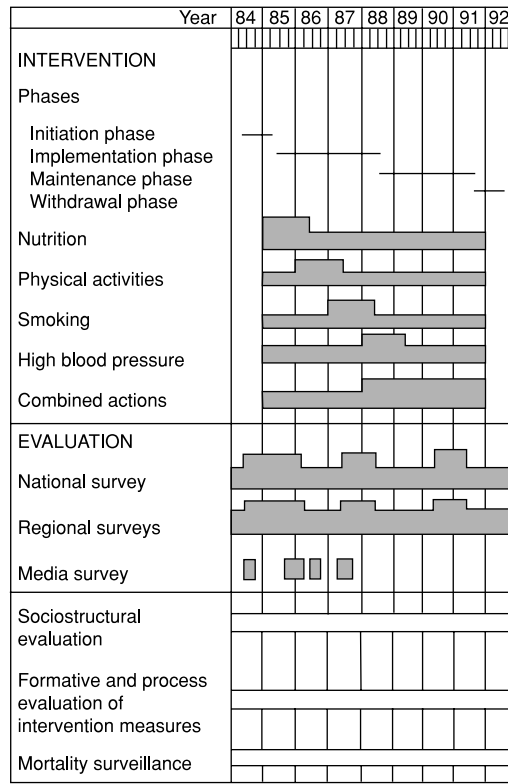 Year 84 85 86 87 88 89 90 91 92
INTERVENTION
Phases
Initiation phase
Implementation phase
Maintenance phase
Withdrawal phase
Nutrition
Physical activities
Smoking
High blood pressure
Combined actions
EVALUATION
National survey
Regional surveys
Media survey
Sociostructural
evaluation
Formative and process
evaluation of
intervention measures
Mortality surveillance